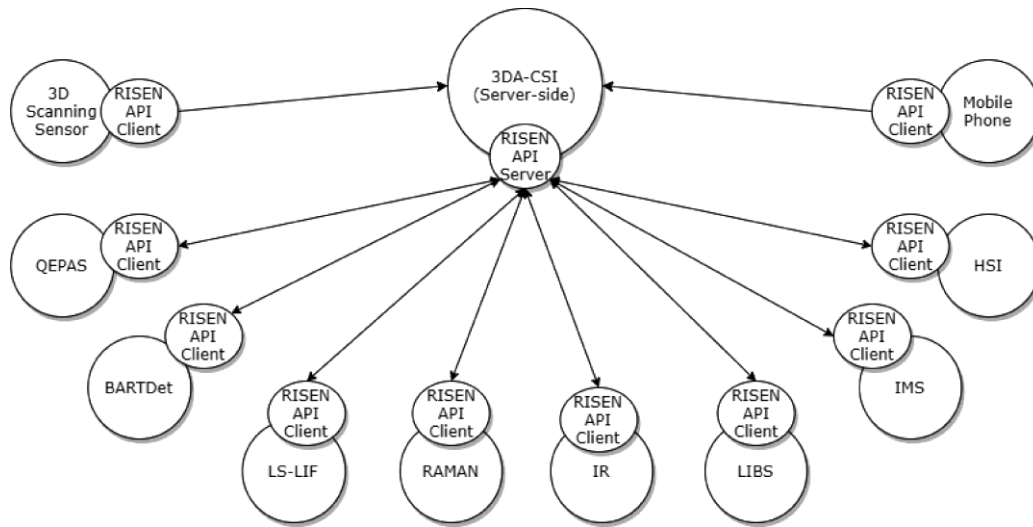 3DA-CSI
(Server-side)
RISEN
API
Server
3D
Scanning
Sensor
RISEN
API
Client
RISEN
API
Client
Mobile
Phone
QEPAS
RISEN
API
Client
RISEN
API
Client
HSI
BARTDet
RISEN
API
Client
RISEN
API
Client
IMS
RISEN
API
Client
LS-LIF
RISEN
API
Client
RAMAN
RISEN
API
Client
IR
RISEN
API
Client
LIBS